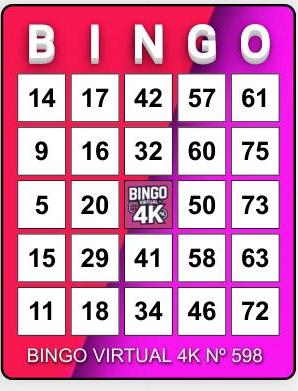 B I N G O
14 17 42 57 61
9 16 32 60 75
5 20 BINGO VIRTUAL 4K 50 73
15 29 41 58 63
11 18 34 46 72
BINGO VIRTUAL 4K Nº 598